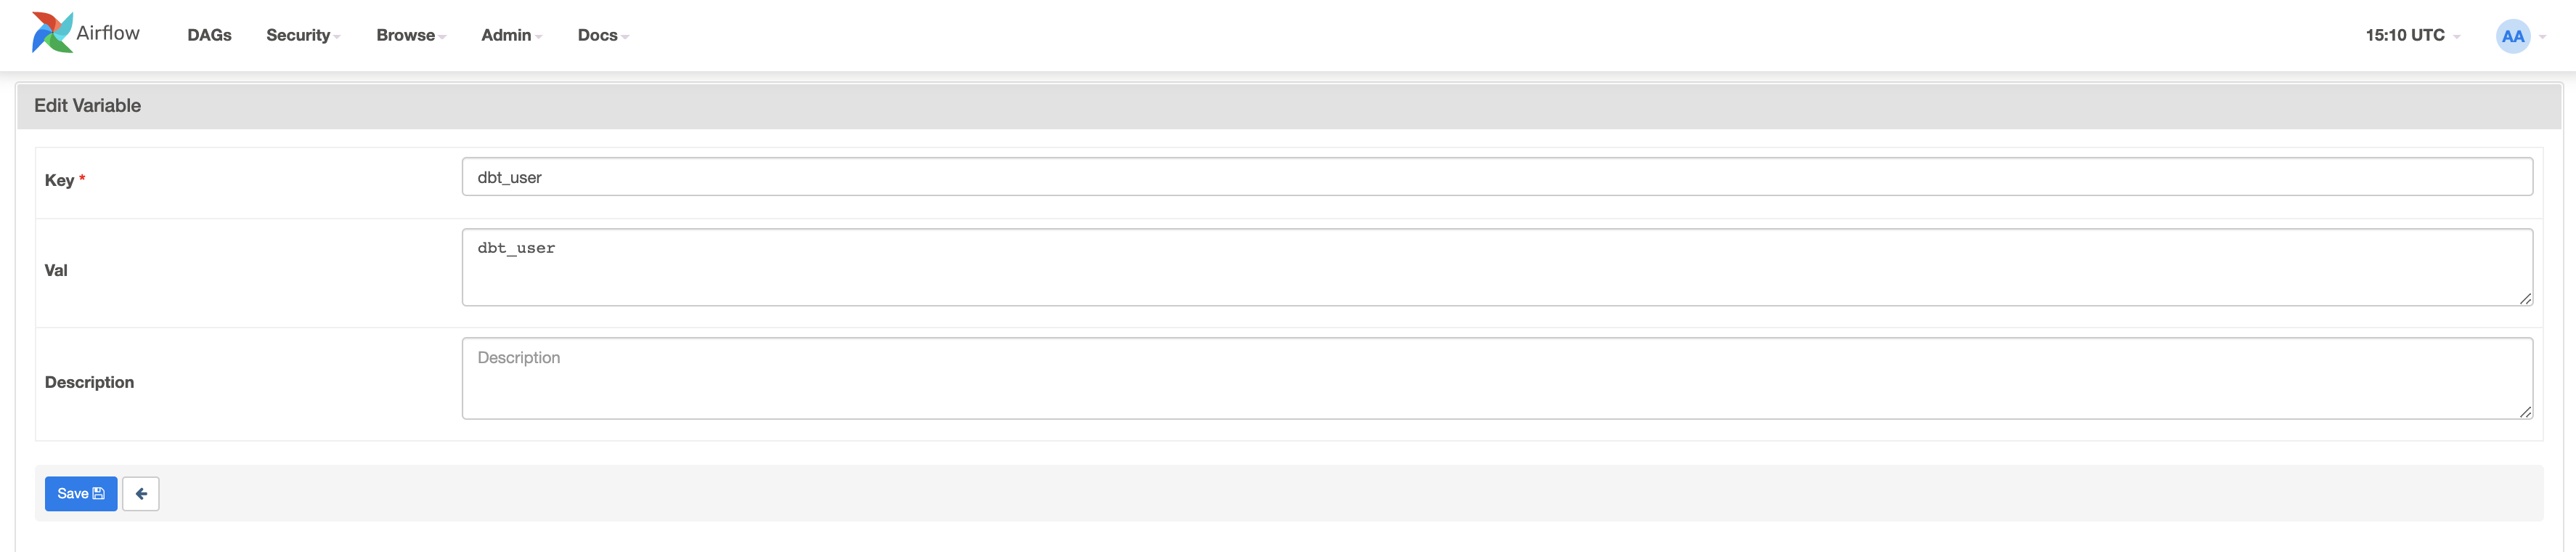 Airflow DAGs Security Browse Admin Docs 15:10 UTC AA
Edit Variable
Key * dbt_user
Val dbt_user
Description Description
Save